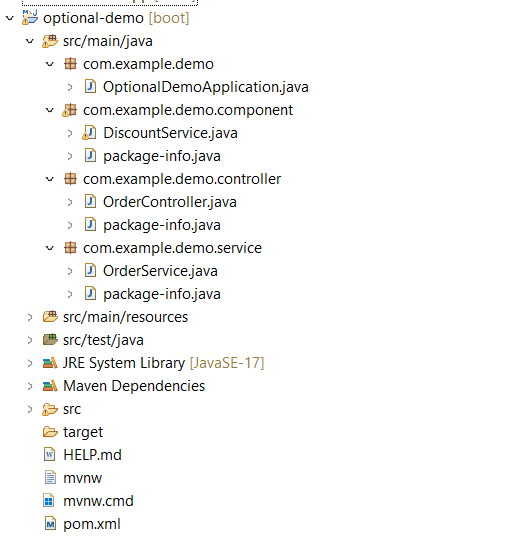 optional-demo [boot]
src/main/java
com.example.demo
OptionalDemoApplication.java
com.example.demo.component
DiscountService.java
package-info.java
com.example.demo.controller
OrderController.java
package-info.java
com.example.demo.service
OrderService.java
package-info.java
src/main/resources
src/test/java
JRE System Library [JavaSE-17]
Maven Dependencies
src
target
HELP.md
mvnw
mvnw.cmd
pom.xml